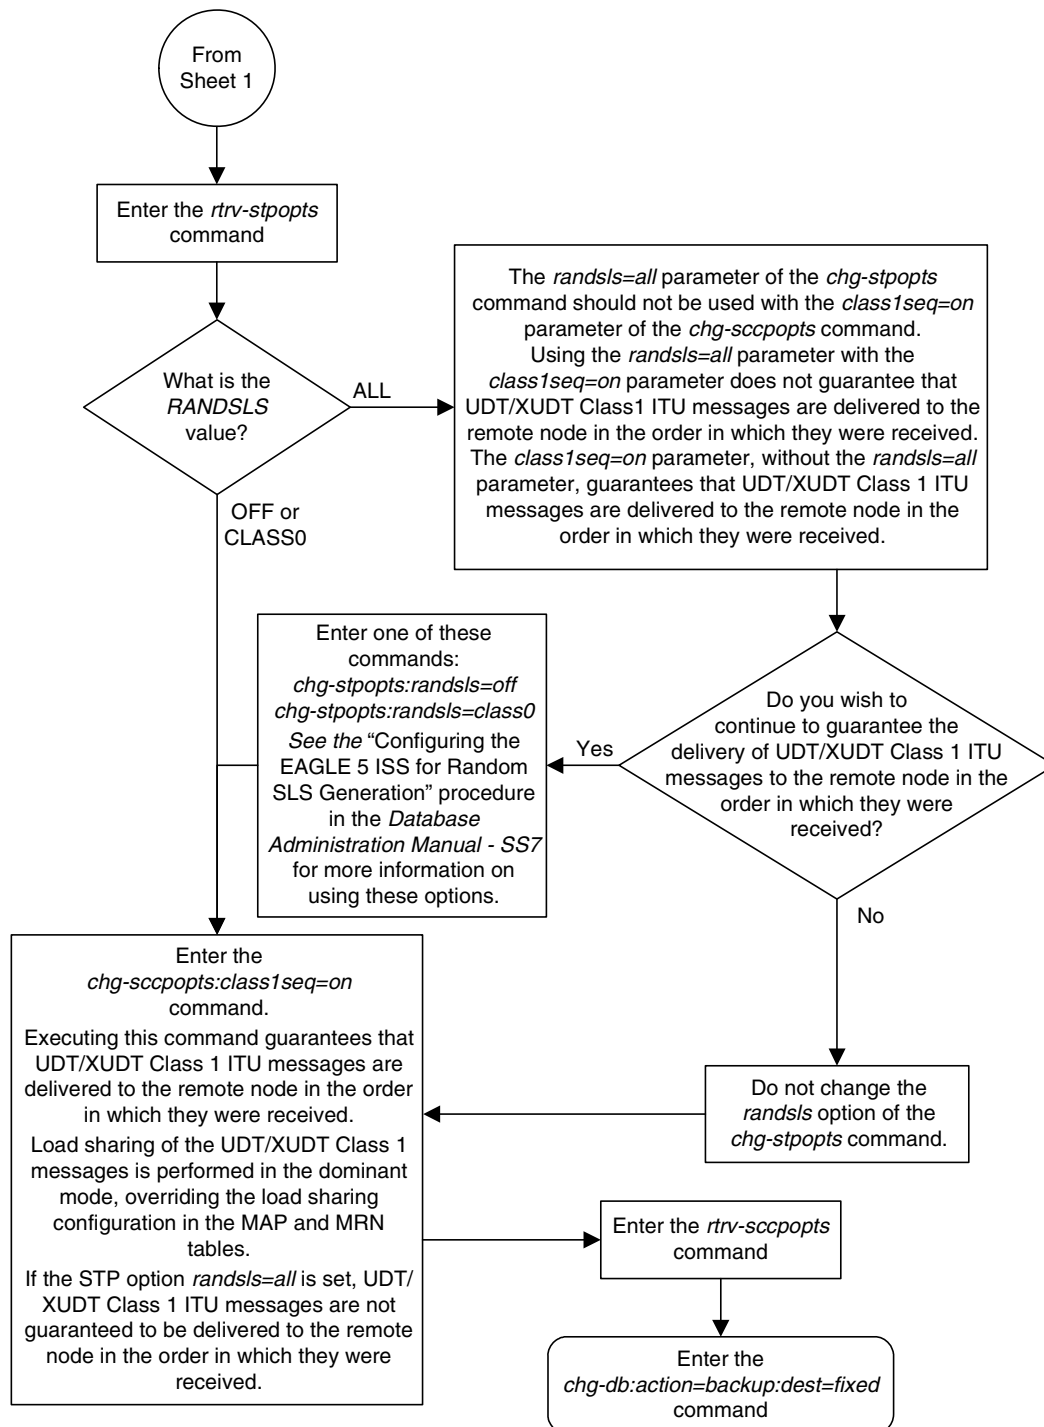 From
Sheet 1
Enter the rtrv-stpopts
command
What is the
RANDSLS
value?
ALL
OFF or
CLASS0
The randsls=all parameter of the chg-stpopts
command should not be used with the class1seq=on
parameter of the chg-sccpopts command.
Using the randsls=all parameter with the
class1seq=on parameter does not guarantee that
UDT/XUDT Class1 ITU messages are delivered to the
remote node in the order in which they were received.
The class1seq=on parameter, without the randsls=all
parameter, guarantees that UDT/XUDT Class 1 ITU
messages are delivered to the remote node in the
order in which they were received.
Do you wish to
continue to guarantee the
delivery of UDT/XUDT Class 1 ITU
messages to the remote node in the
order in which they were
received?
Yes
No
Enter one of these
commands:
chg-stpopts:randsls=off
chg-stpopts:randsls=class0
See the “Configuring the
EAGLE 5 ISS for Random
SLS Generation” procedure
in the Database
Administration Manual - SS7
for more information on
using these options.
Do not change the
randsls option of the
chg-stpopts command.
Enter the
chg-sccpopts:class1seq=on
command.
Executing this command guarantees that
UDT/XUDT Class 1 ITU messages are
delivered to the remote node in the order
in which they were received.
Load sharing of the UDT/XUDT Class 1
messages is performed in the dominant
mode, overriding the load sharing
configuration in the MAP and MRN
tables.
If the STP option randsls=all is set, UDT/
XUDT Class 1 ITU messages are not
guaranteed to be delivered to the remote
node in the order in which they were
received.
Enter the rtrv-sccpopts
command
Enter the
chg-db:action=backup:dest=fixed
command